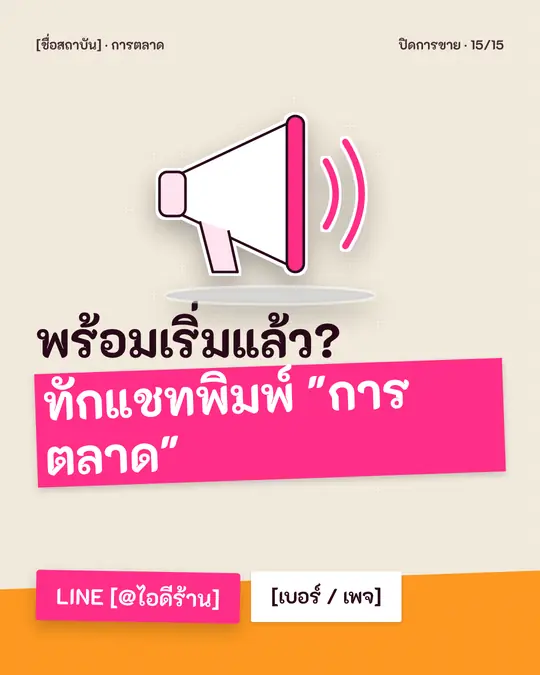 [ชื่อสถาบัน] · การตลาด
ปิดการขาย · 15/15
พร้อมเริ่มแล้ว?
ทักแชทพิมพ์ "การ
ตลาด"
LINE [@ไอดีร้าน]
[เบอร์ / เพจ]